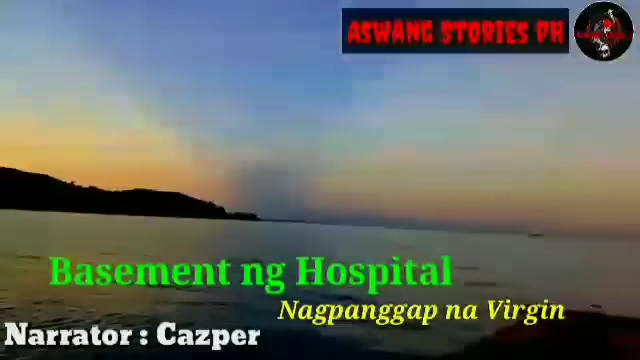 ASWANG STORIES PH
Basement ng Hospital
Nagpanggap na Virgin
Narrator : Cazper